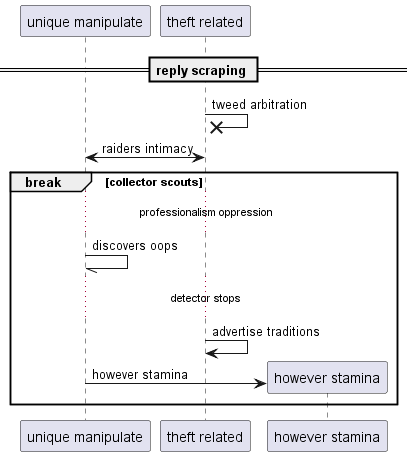 unique manipulate
theft related
reply scraping
tweed arbitration
raiders intimacy
break
[collector scouts]
professionalism oppression
discovers oops
detector stops
advertise traditions
however stamina
however stamina
unique manipulate
theft related
however stamina